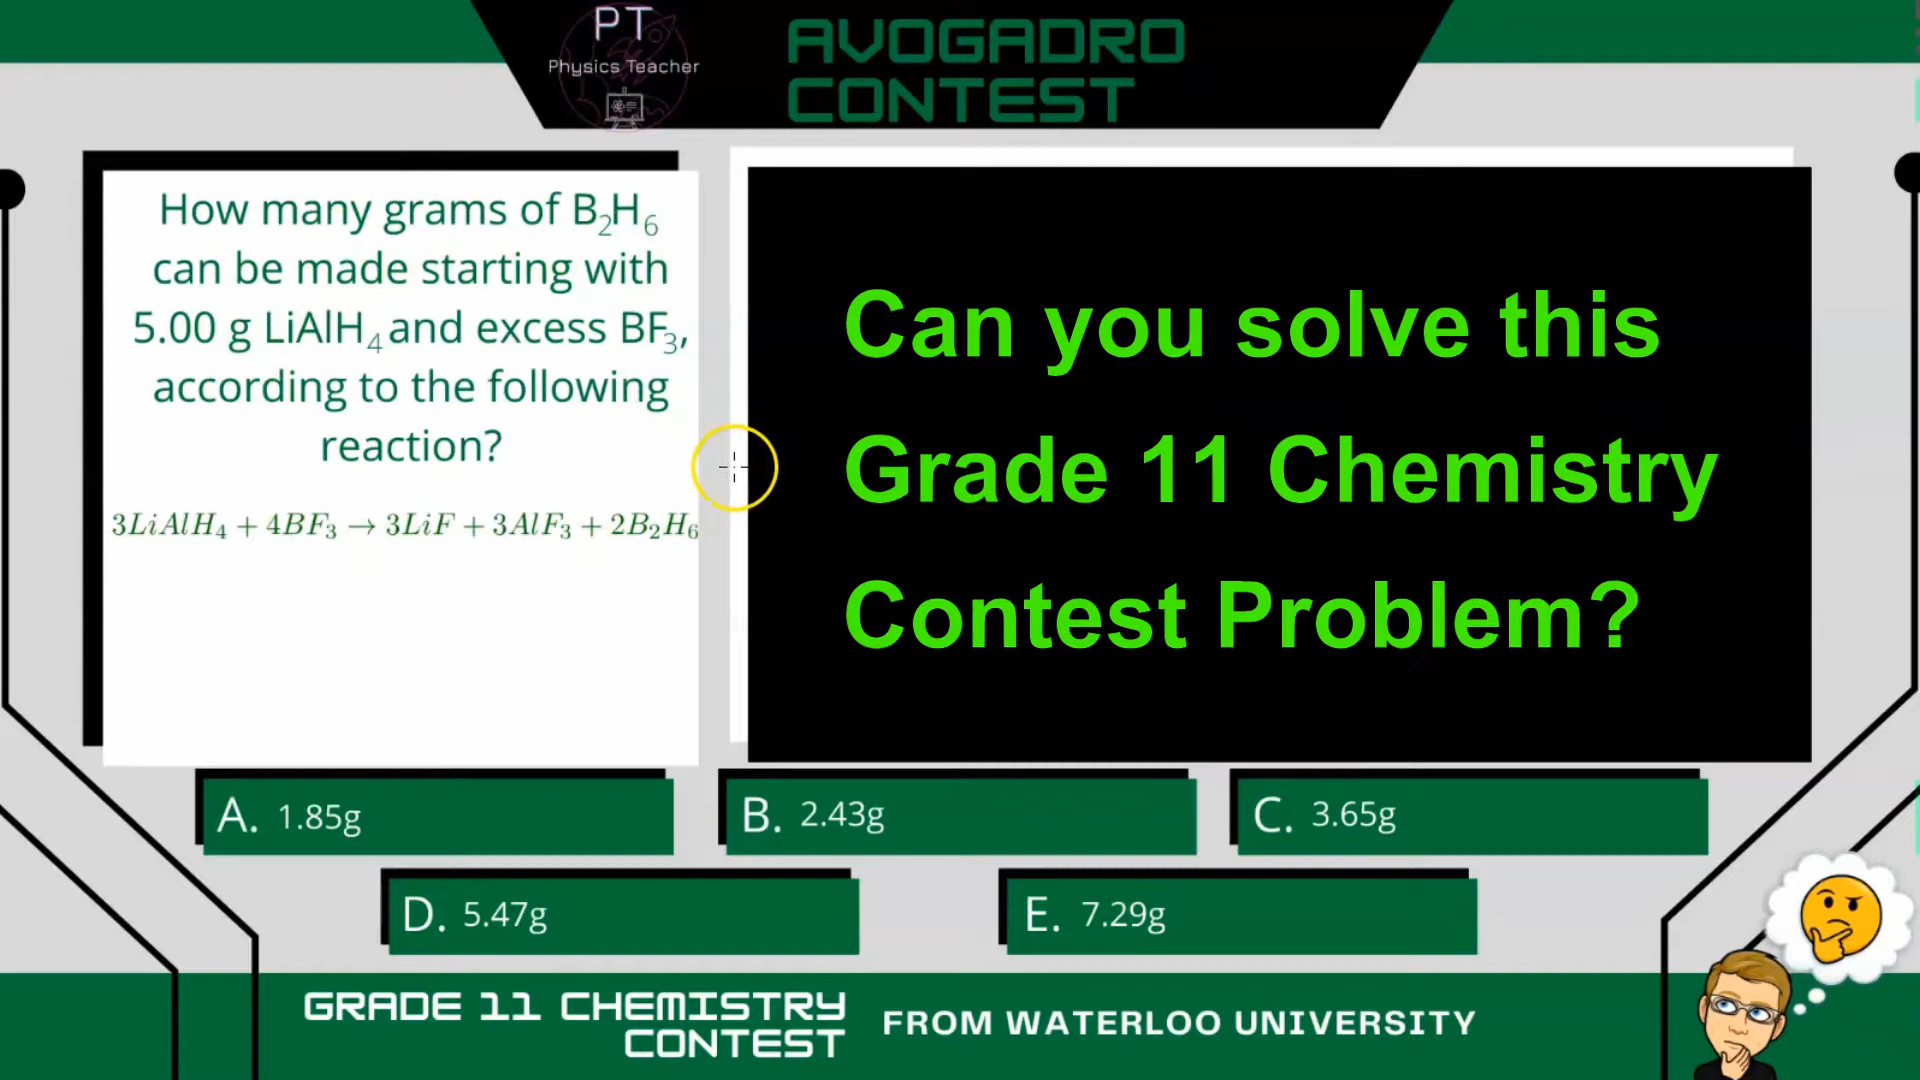 PT
Physics Teacher
AVOGADRO
CONTEST
How many grams of B₂H₆
can be made starting with
5.00 g LiAlH₄ and excess BF₃,
according to the following
reaction?
3LiAlH₄ + 4BF₃ → 3LiF + 3AlF₃ + 2B₂H₆
Can you solve this
Grade 11 Chemistry
Contest Problem?
A. 1.85g
B. 2.43g
C. 3.65g
D. 5.47g
E. 7.29g
GRADE 11 CHEMISTRY
CONTEST
FROM WATERLOO UNIVERSITY